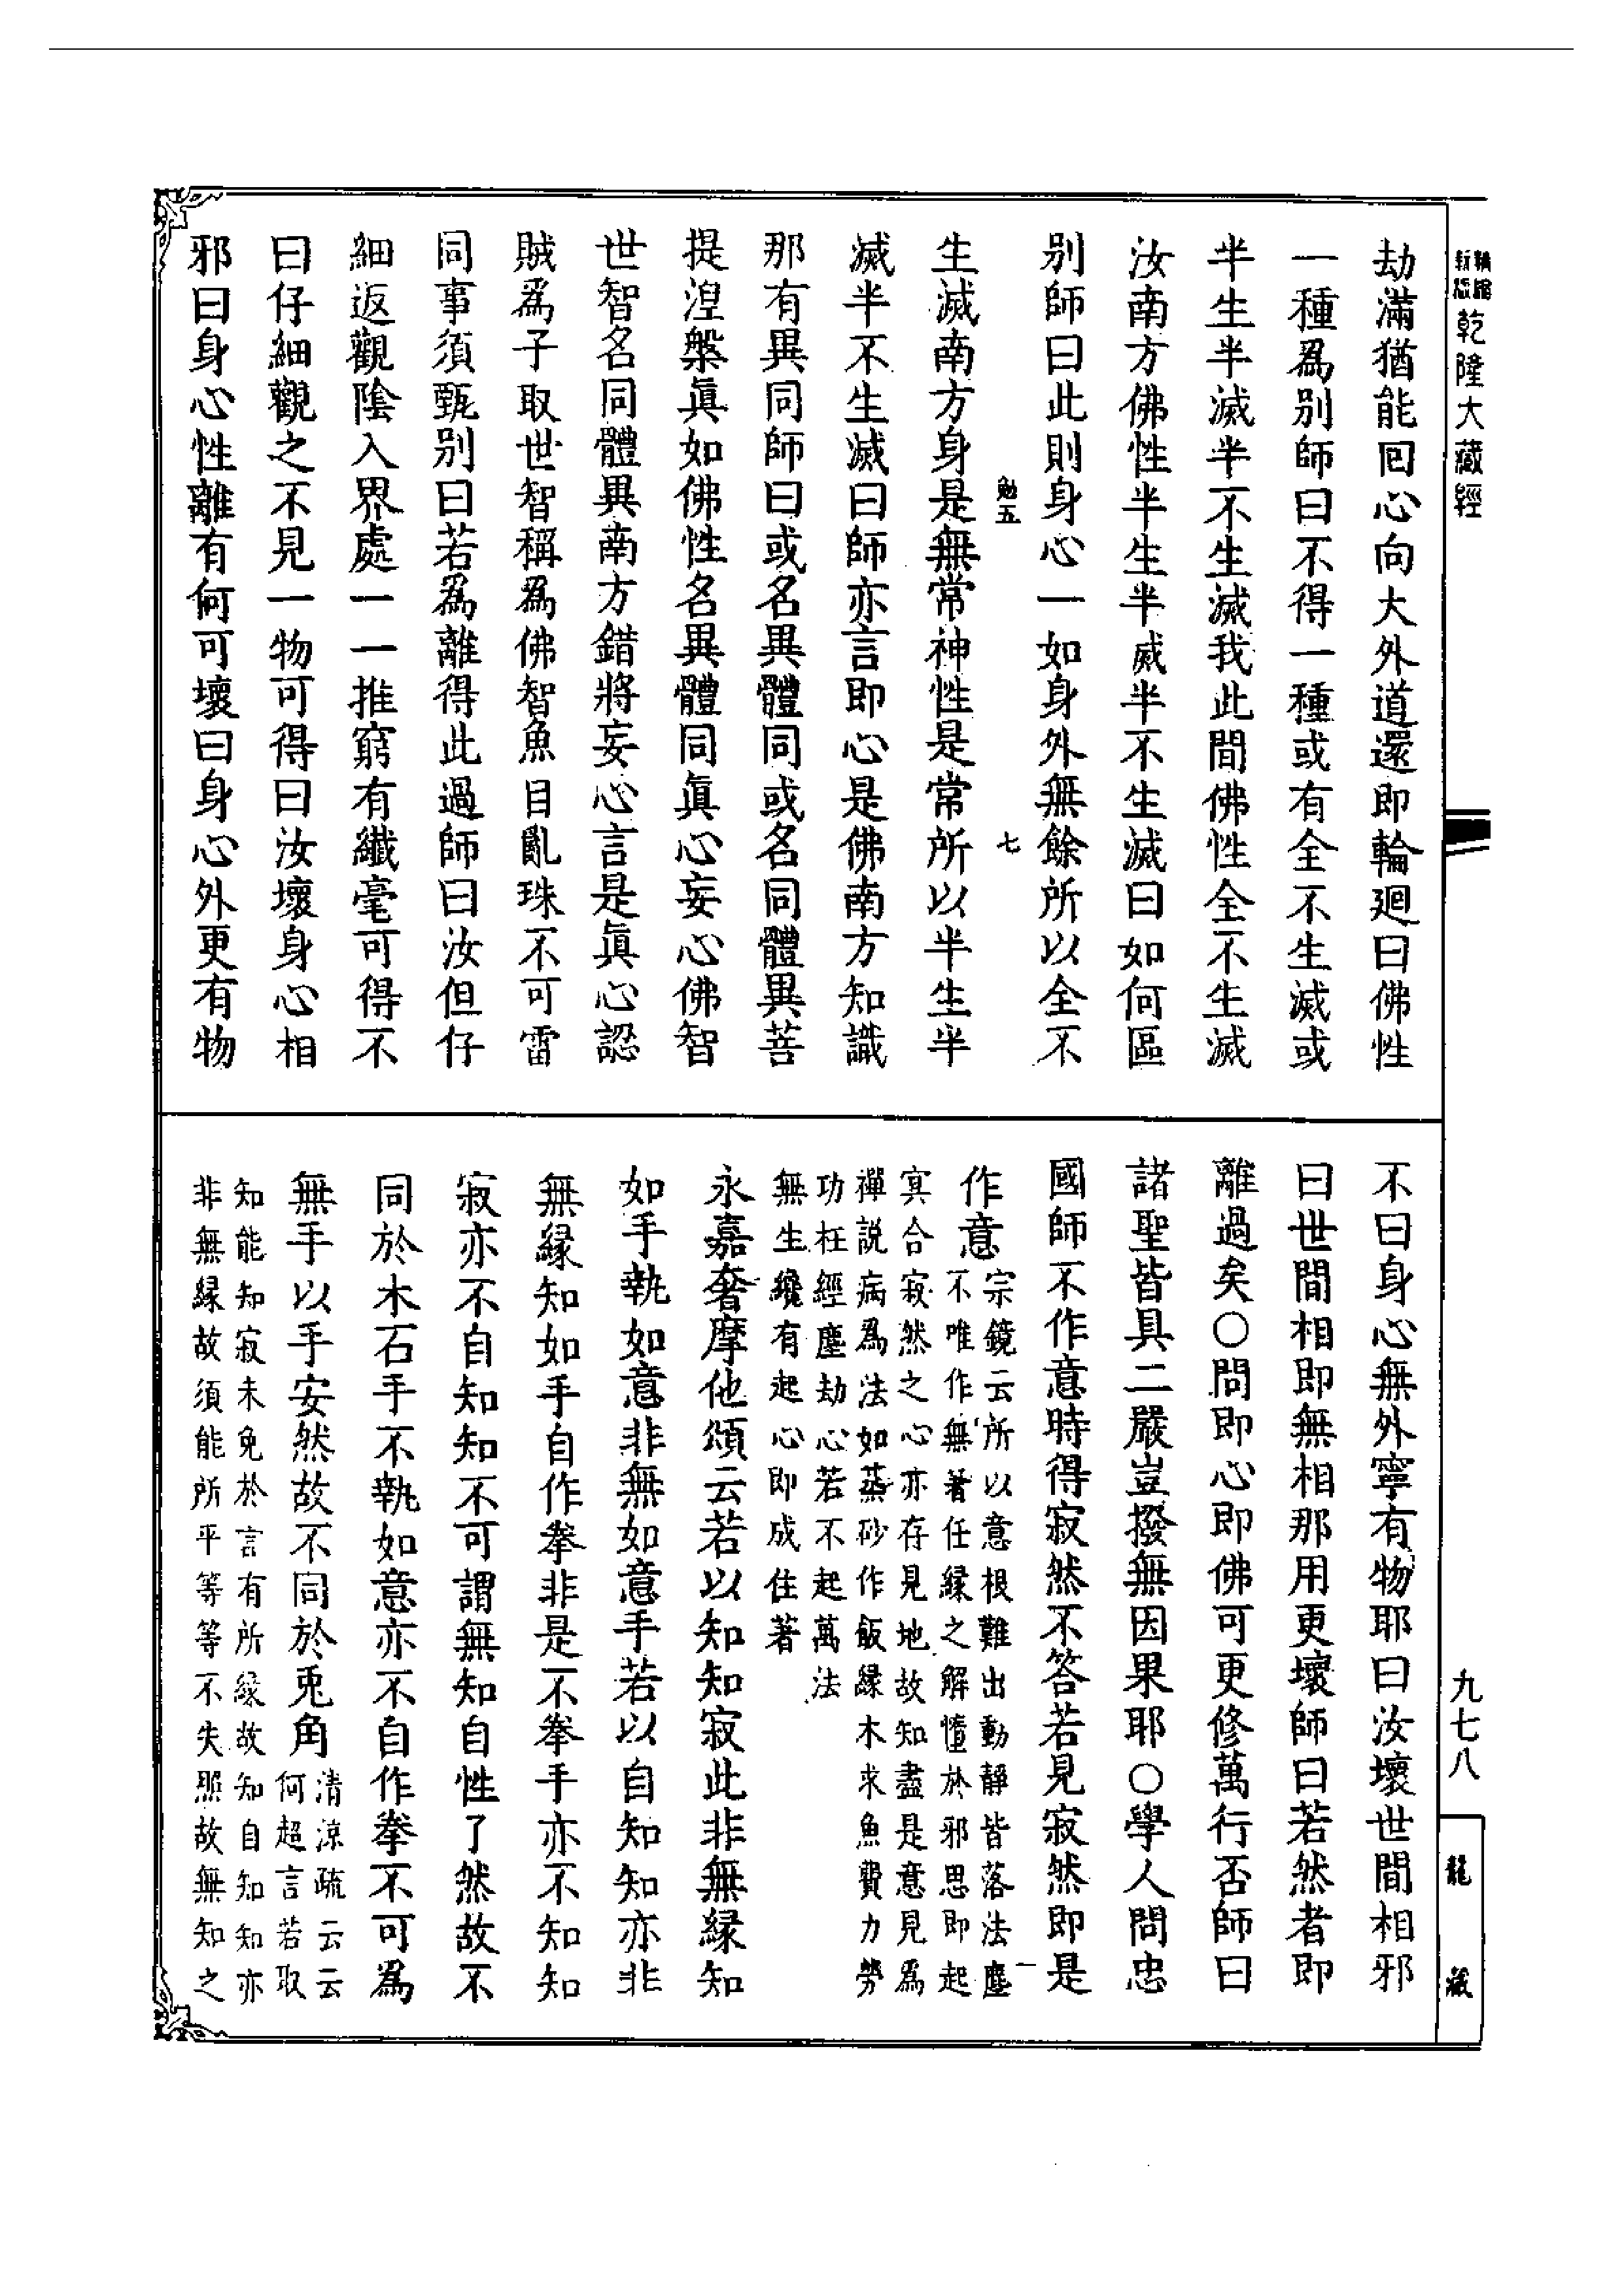 乾隆大藏經
劫滿猶能囘心向大外道還即輪廻曰佛性
一種爲别師曰不得一種或有全不生滅或
半生半滅半不生滅我此間佛性全不生滅
汝南方佛性半生半滅半不生滅曰如何區
别師曰此則身心一如身外無餘所以全不
勉五
七
生滅南方身是無常神性是常所以半生半
滅半不生滅曰師亦言即心是佛南方知識
那有異同師曰或名異體同或名同體異菩
提涅槃眞如佛性名異體同眞心妄心佛智
世智名同體異南方錯將妄心言是眞心認
賊爲子取世智稱爲佛智魚目亂珠不可雷
同事須甄别曰若爲離得此過師曰汝但仔
細返觀陰入界處一一推窮有纖毫可得不
曰仔細觀之不見一物可得曰汝壞身心相
邪曰身心性離有何可壞曰身心外更有物
不曰身心無外寧有物耶曰汝壞世間相邪
曰世間相即無相那用更壞師曰若然者即
離過矣○問即心即佛可更修萬行否師曰
諸聖皆具二嚴豈撥無因果耶○學人問忠
國師不作意時得寂然不答若見寂然即是
作意
宗鏡云所以意根難出動靜皆落法塵
不唯作無著任緣之解憧於邪思即起
寞合寂然之心亦存見地故知盡是意見爲
禪説病爲法如蒸砂作飯緣木求魚費力勞
功枉經塵劫心若不起萬法
無生纔有起心即成住著
永嘉奢摩他頌云若以知知寂此非無緣知
如手執如意非無如意手若以自知知亦非
無緣知如手自作拳非是不拳手亦不知知
寂亦不自知知不可謂無知自性了然故不
同於木石手不執如意亦不自作拳不可爲
無手以手安然故不同於兎角
清涼疏云云
何超言若取
知能知寂未免於言有所緣故知自知知亦
非無緣故須能所平等等不失照故無知之
九七八
龍藏